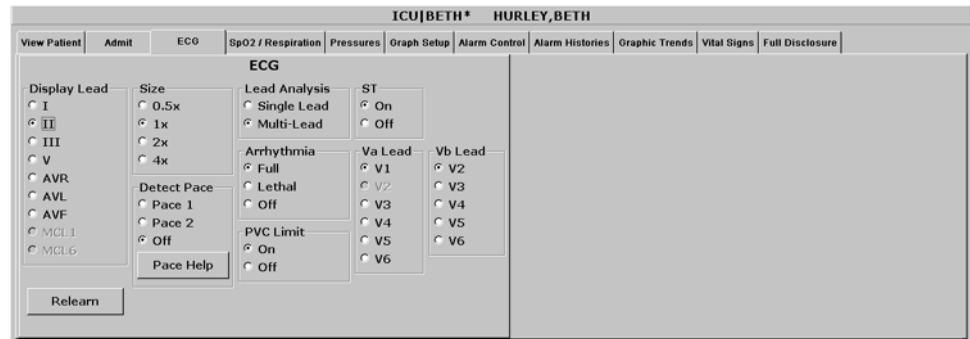 ICU|BETH* HURLEY,BETH
View Patient Admit ECG SpO2 / Respiration Pressures Graph Setup Alarm Control Alarm Histories Graphic Trends Vital Signs Full Disclosure
ECG
Display Lead
I
II
III
V
AVR
AVL
AVF
MCL1
MCL6
Size
0.5x
1x
2x
4x
Detect Pace
Pace 1
Pace 2
Off
Pace Help
Lead Analysis
Single Lead
Multi-Lead
Arrhythmia
Full
Lethal
Off
PVC Limit
On
Off
ST
On
Off
Va Lead
V1
V2
V3
V4
V5
V6
Vb Lead
V2
V3
V4
V5
V6
Relearn